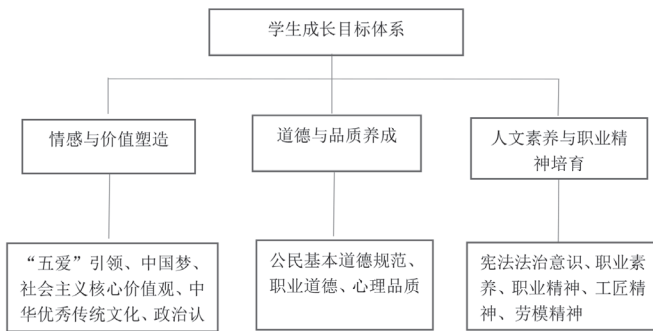 学生成长目标体系
情感与价值塑造
道德与品质养成
人文素养与职业精
神培育
“五爱”引领、中国梦、
社会主义核心价值观、中
华优秀传统文化、政治认
公民基本道德规范、
职业道德、心理品质
宪法法治意识、职业素
养、职业精神、工匠精
神、劳模精神